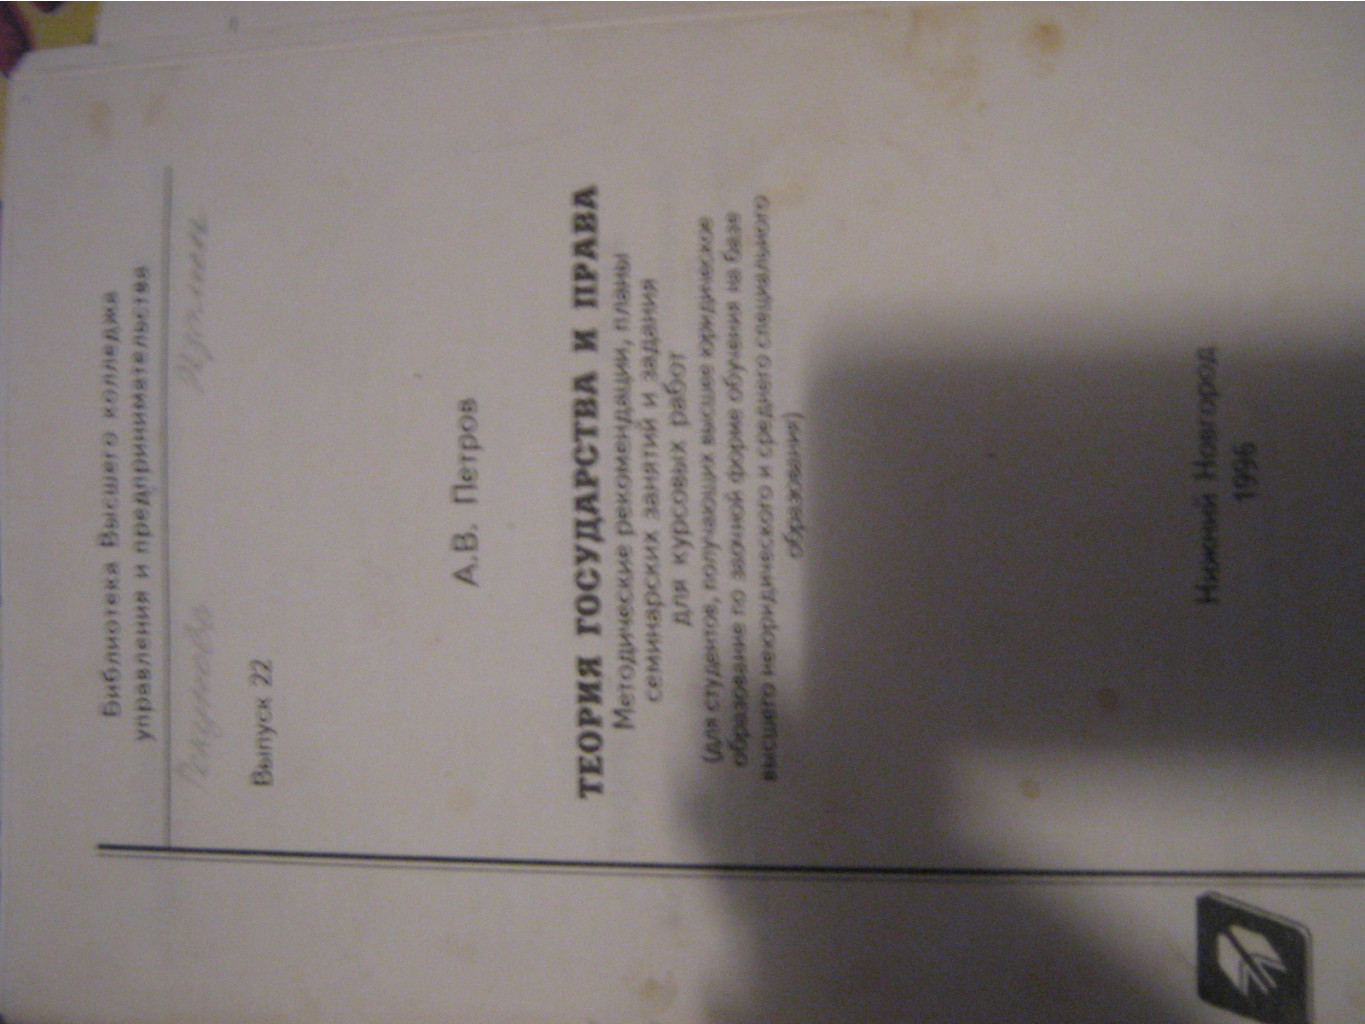 Библиотека Высшего колледжа
управления и предпринимательства
Выпуск 22
А.В. Петров
ТЕОРИЯ ГОСУДАРСТВА И ПРАВА
Методические рекомендации, планы
семинарских занятий и задания
для курсовых работ
(для студентов, получающих высшее юридическое
образование по заочной форме обучения на базе
высшего неюридического и среднего специального
образования)
Нижний Новгород
1996